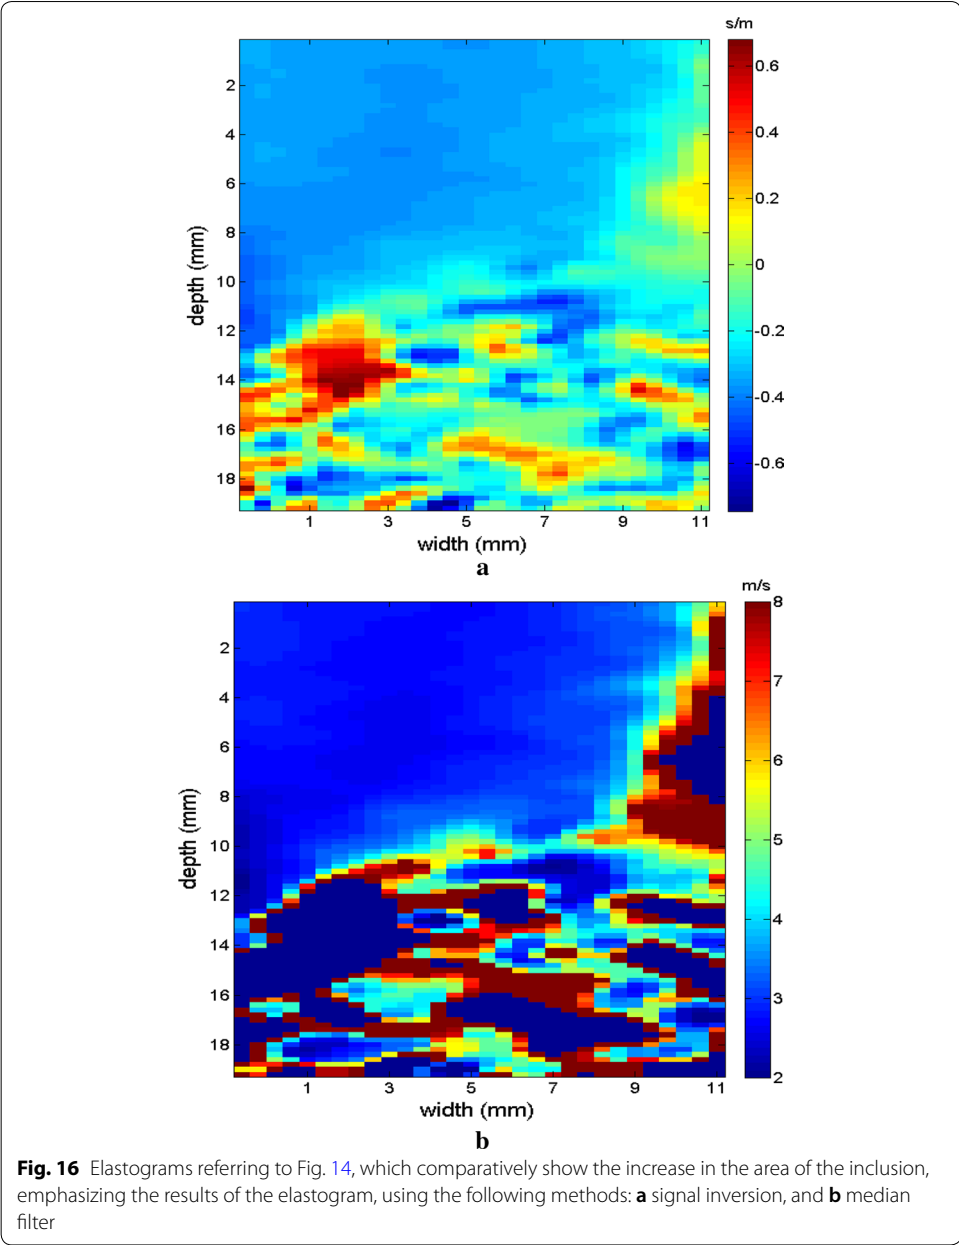 s/m
0.6
0.4
0.2
0
-0.2
-0.4
-0.6
2
4
6
8
10
12
14
16
18
depth (mm)
1 3 5 7 9 11
width (mm)
a
m/s
8
7
6
5
4
3
2
2
4
6
8
10
12
14
16
18
depth (mm)
1 3 5 7 9 11
width (mm)
b
Fig. 16 Elastograms referring to Fig. 14, which comparatively show the increase in the area of the inclusion,
emphasizing the results of the elastogram, using the following methods: a signal inversion, and b median
filter